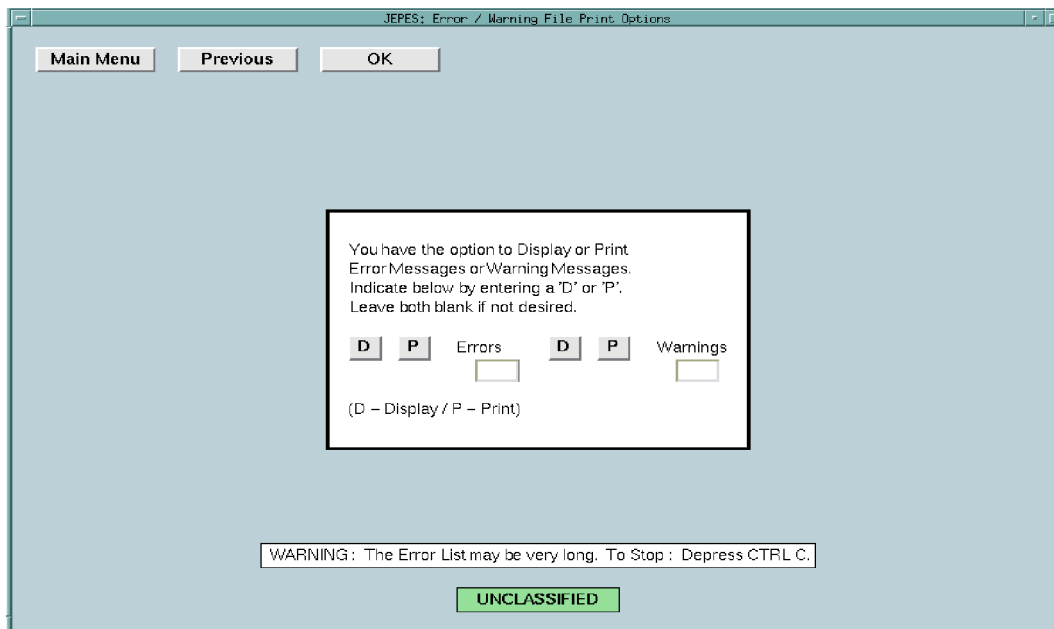 JEPES: Error / Warning File Print Options
Main Menu Previous OK
You have the option to Display or Print
Error Messages or Warning Messages.
Indicate below by entering a 'D' or 'P'.
Leave both blank if not desired.
D P Errors D P Warnings
(D – Display / P – Print)
WARNING : The Error List may be very long. To Stop : Depress CTRL C.
UNCLASSIFIED